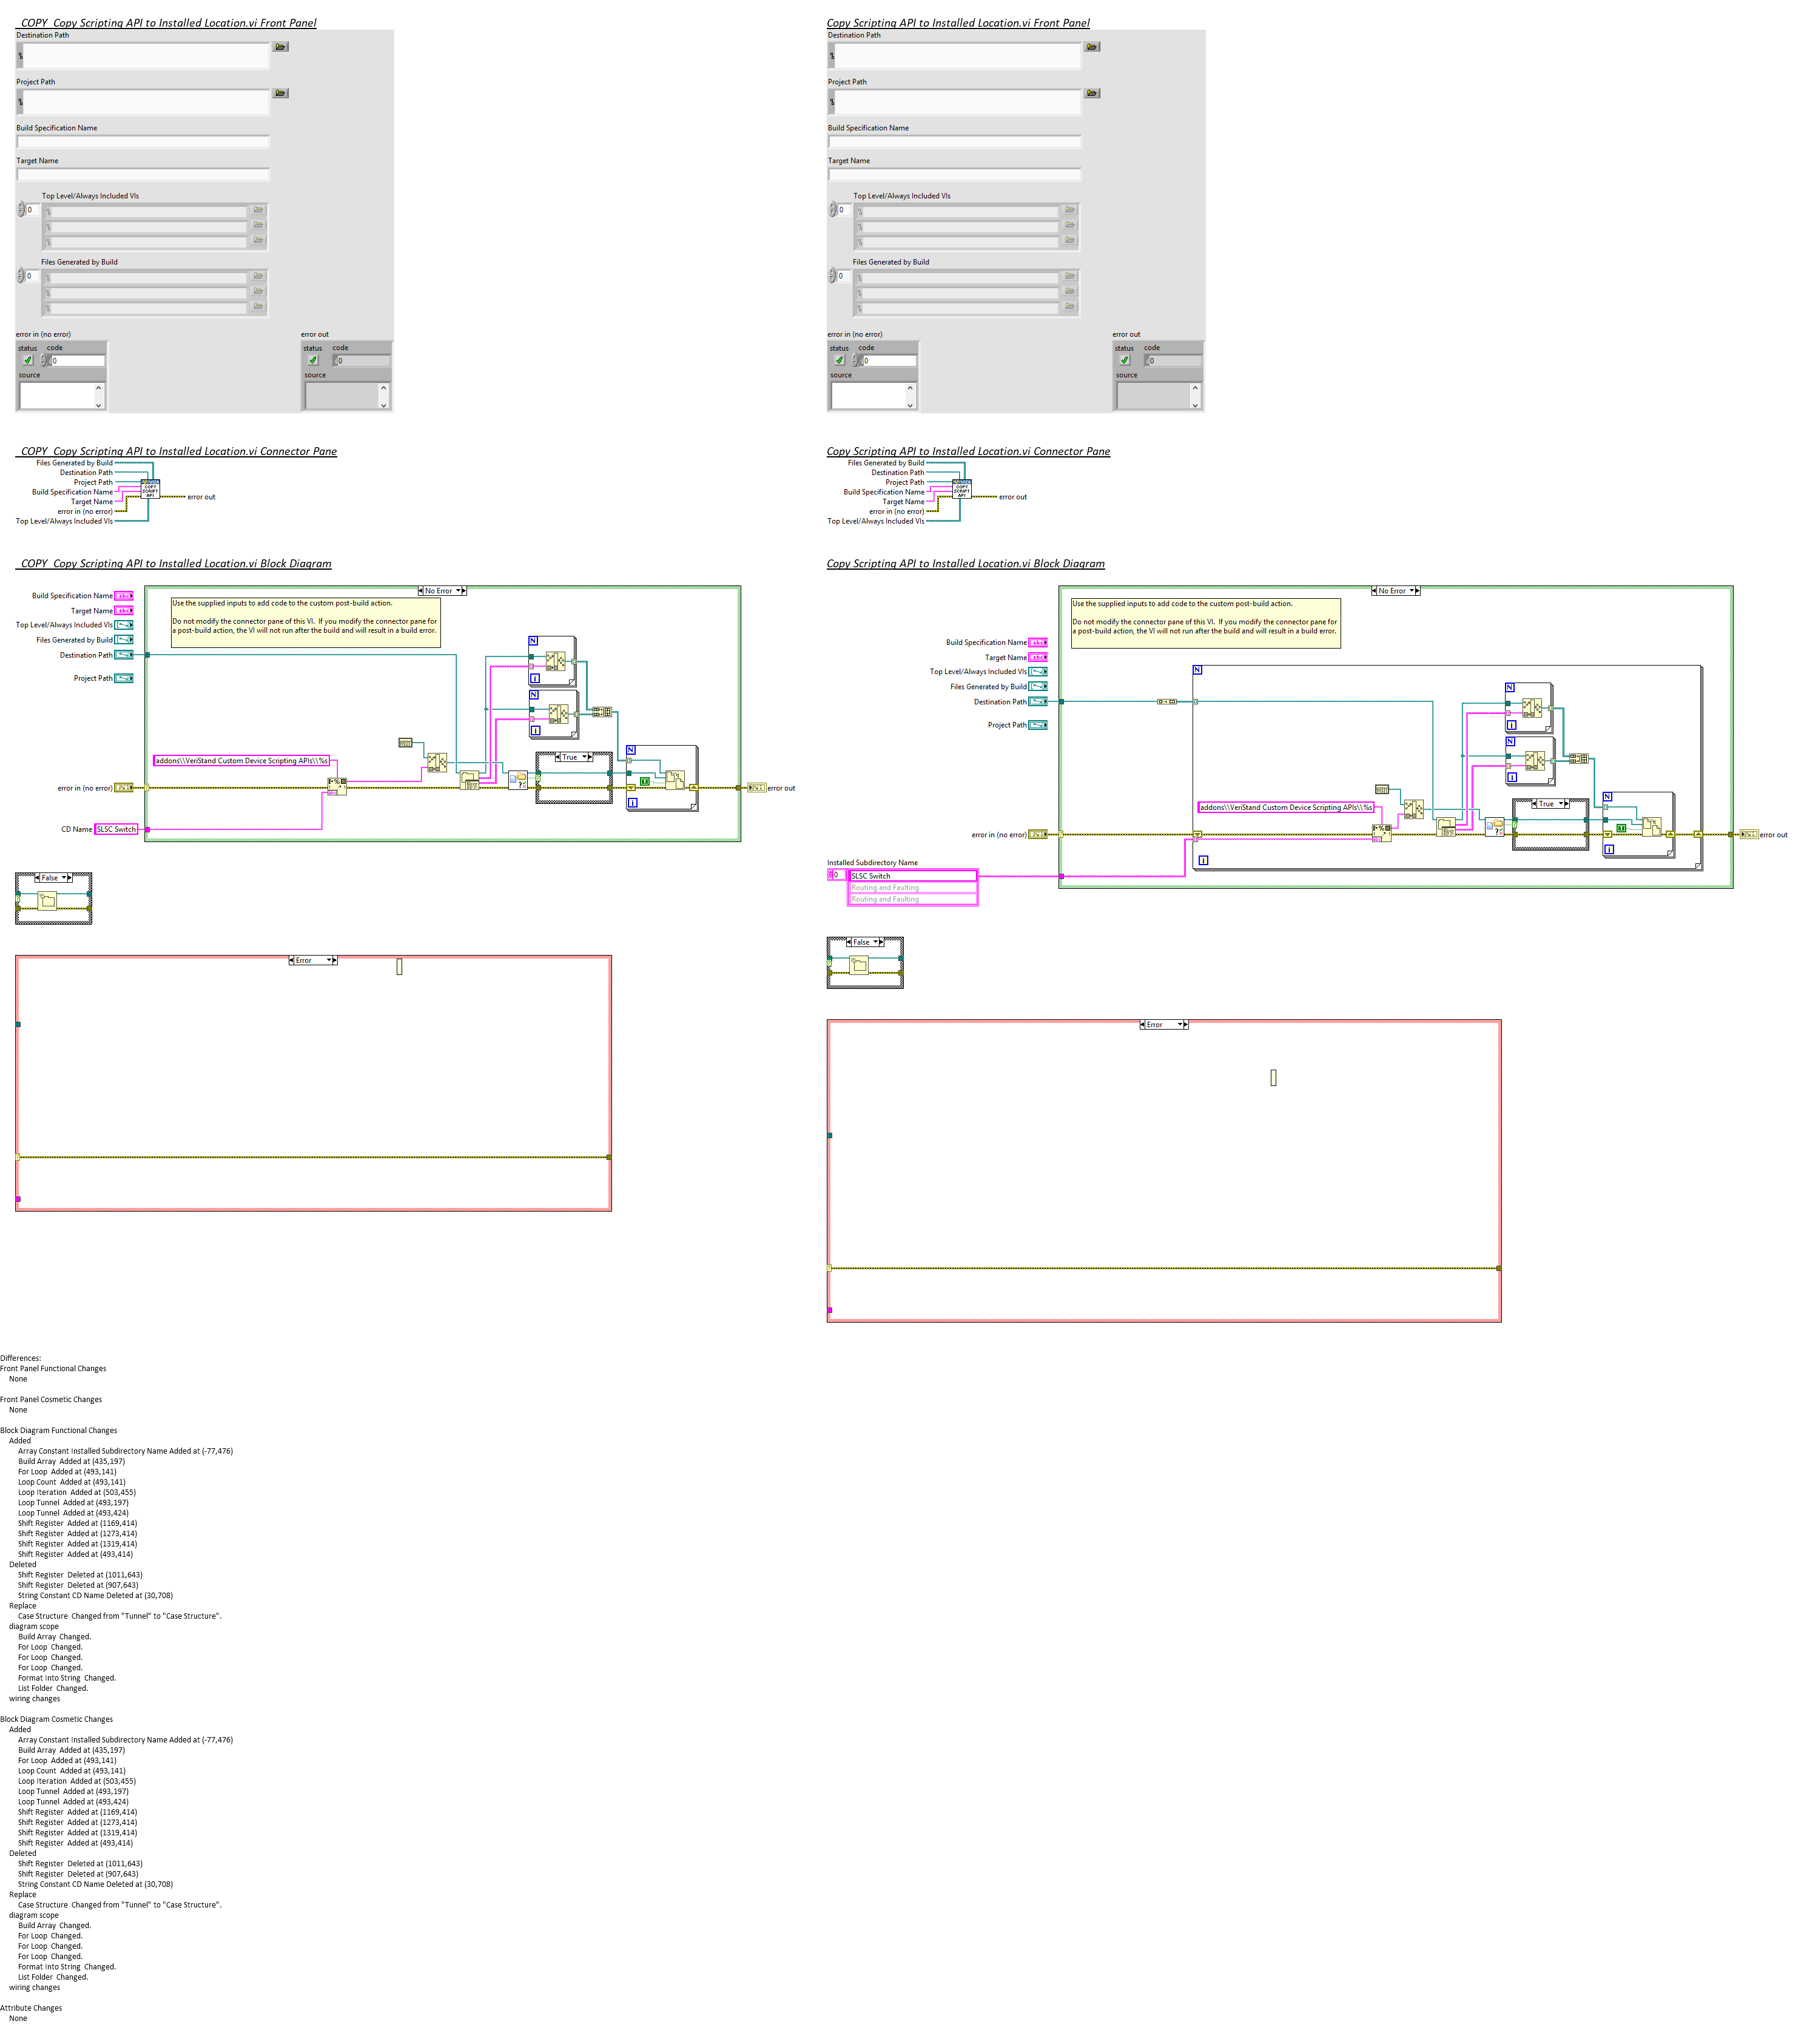 _COPY_Copy Scripting API to Installed Location.vi Front Panel
Destination Path
Project Path
Build Specification Name
Target Name
Top Level/Always Included VIs
0
Files Generated by Build
0
error in (no error)
error out
status code
0
source
status code
0
source
_COPY_Copy Scripting API to Installed Location.vi Connector Pane
Files Generated by Build
Destination Path
Project Path
Build Specification Name
Target Name
error in (no error)
Top Level/Always Included VIs
COPY
SCRIPT
API
error out
_COPY_Copy Scripting API to Installed Location.vi Block Diagram
No Error
Use the supplied inputs to add code to the custom post-build action.
Do not modify the connector pane of this VI. If you modify the connector pane for
a post-build action, the VI will not run after the build and will result in a build error.
Build Specification Name
Target Name
Top Level/Always Included VIs
Files Generated by Build
Destination Path
Project Path
N
i
N
i
addons\\VeriStand Custom Device Scripting APIs\\%s
True
N
i
error in (no error)
error out
CD Name
SLSC Switch
False
Error
Copy Scripting API to Installed Location.vi Front Panel
Destination Path
Project Path
Build Specification Name
Target Name
Top Level/Always Included VIs
0
Files Generated by Build
0
error in (no error)
error out
status code
0
source
status code
0
source
Copy Scripting API to Installed Location.vi Connector Pane
Files Generated by Build
Destination Path
Project Path
Build Specification Name
Target Name
error in (no error)
Top Level/Always Included VIs
COPY
SCRIPT
API
error out
Copy Scripting API to Installed Location.vi Block Diagram
No Error
Use the supplied inputs to add code to the custom post-build action.
Do not modify the connector pane of this VI. If you modify the connector pane for
a post-build action, the VI will not run after the build and will result in a build error.
Build Specification Name
Target Name
Top Level/Always Included VIs
Files Generated by Build
Destination Path
Project Path
N
N
i
N
i
addons\\VeriStand Custom Device Scripting APIs\\%s
True
N
i
error in (no error)
error out
i
Installed Subdirectory Name
0
SLSC Switch
Routing and Faulting
Routing and Faulting
False
Error
Differences:
Front Panel Functional Changes
None
Front Panel Cosmetic Changes
None
Block Diagram Functional Changes
Added
Array Constant Installed Subdirectory Name Added at (-77,476)
Build Array Added at (435,197)
For Loop Added at (493,141)
Loop Count Added at (493,141)
Loop Iteration Added at (503,455)
Loop Tunnel Added at (493,197)
Loop Tunnel Added at (493,424)
Shift Register Added at (1169,414)
Shift Register Added at (1273,414)
Shift Register Added at (1319,414)
Shift Register Added at (493,414)
Deleted
Shift Register Deleted at (1011,643)
Shift Register Deleted at (907,643)
String Constant CD Name Deleted at (30,708)
Replace
Case Structure Changed from "Tunnel" to "Case Structure".
diagram scope
Build Array Changed.
For Loop Changed.
For Loop Changed.
For Loop Changed.
Format Into String Changed.
List Folder Changed.
wiring changes
Block Diagram Cosmetic Changes
Added
Array Constant Installed Subdirectory Name Added at (-77,476)
Build Array Added at (435,197)
For Loop Added at (493,141)
Loop Count Added at (493,141)
Loop Iteration Added at (503,455)
Loop Tunnel Added at (493,197)
Loop Tunnel Added at (493,424)
Shift Register Added at (1169,414)
Shift Register Added at (1273,414)
Shift Register Added at (1319,414)
Shift Register Added at (493,414)
Deleted
Shift Register Deleted at (1011,643)
Shift Register Deleted at (907,643)
String Constant CD Name Deleted at (30,708)
Replace
Case Structure Changed from "Tunnel" to "Case Structure".
diagram scope
Build Array Changed.
For Loop Changed.
For Loop Changed.
For Loop Changed.
Format Into String Changed.
List Folder Changed.
wiring changes
Attribute Changes
None